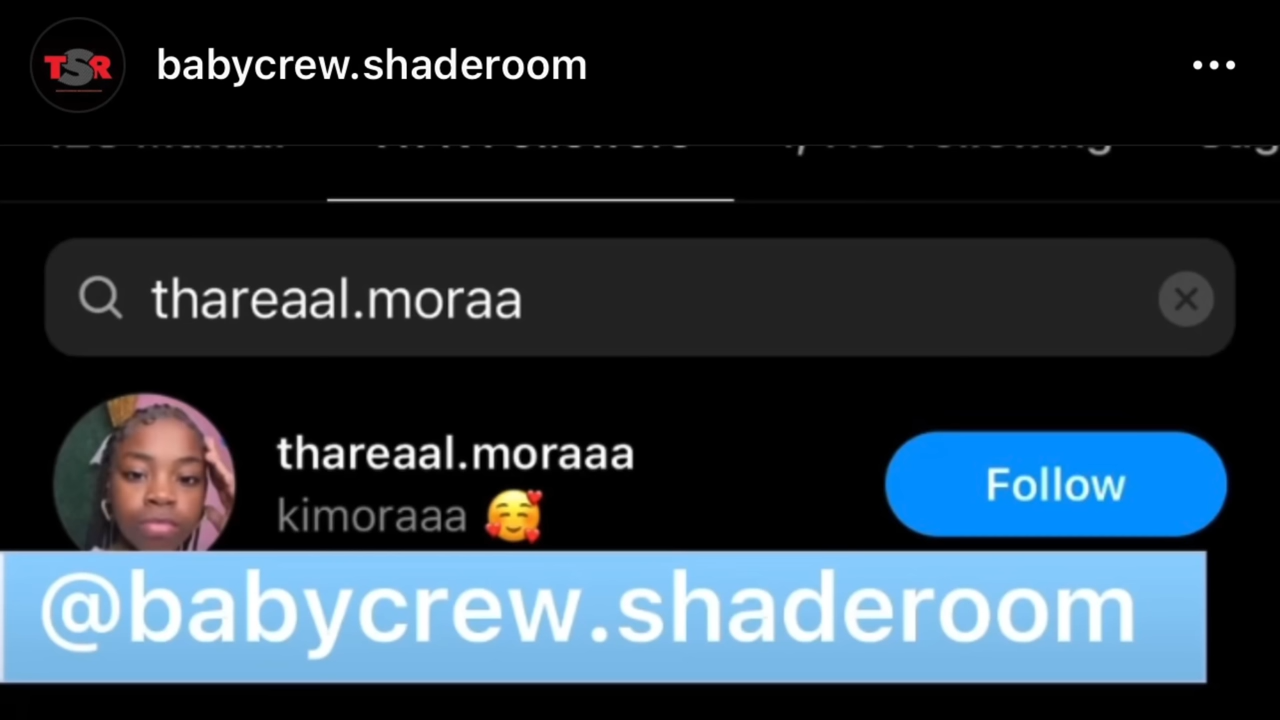 TSR babycrew.shaderoom
thareaal.moraa
thareaal.moraaa
Follow
kimoraaa 🥰
@babycrew.shaderoom